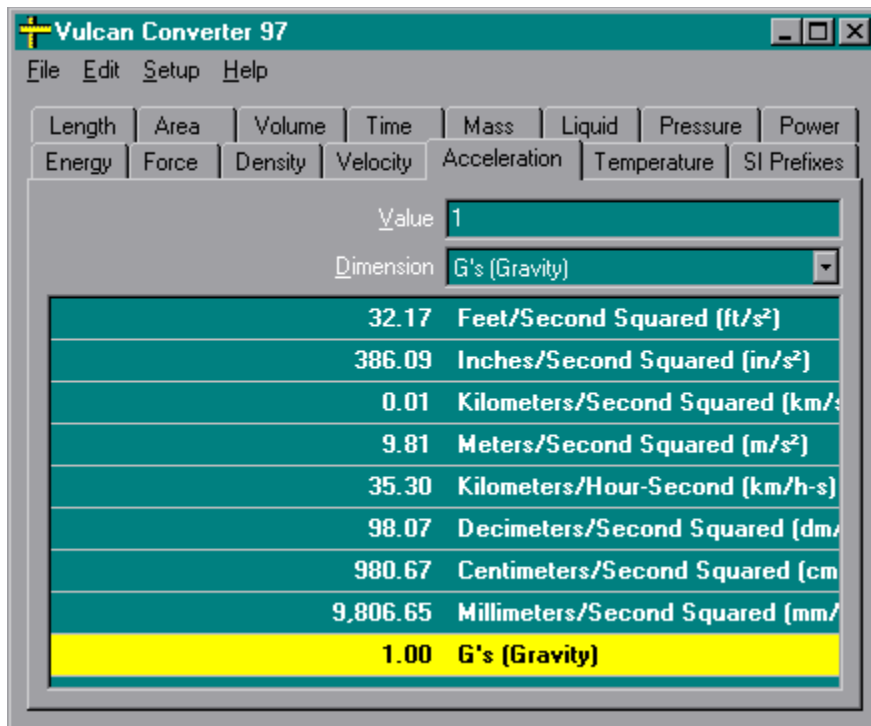 Vulcan Converter 97
File Edit Setup Help
Length Area Volume Time Mass Liquid Pressure Power
Energy Force Density Velocity Acceleration Temperature SI Prefixes
Value 1
Dimension G's (Gravity)
32.17 Feet/Second Squared (ft/s²)
386.09 Inches/Second Squared (in/s²)
0.01 Kilometers/Second Squared (km/s
9.81 Meters/Second Squared (m/s²)
35.30 Kilometers/Hour-Second (km/h-s)
98.07 Decimeters/Second Squared (dm/
980.67 Centimeters/Second Squared (cm
9,806.65 Millimeters/Second Squared (mm/
1.00 G's (Gravity)